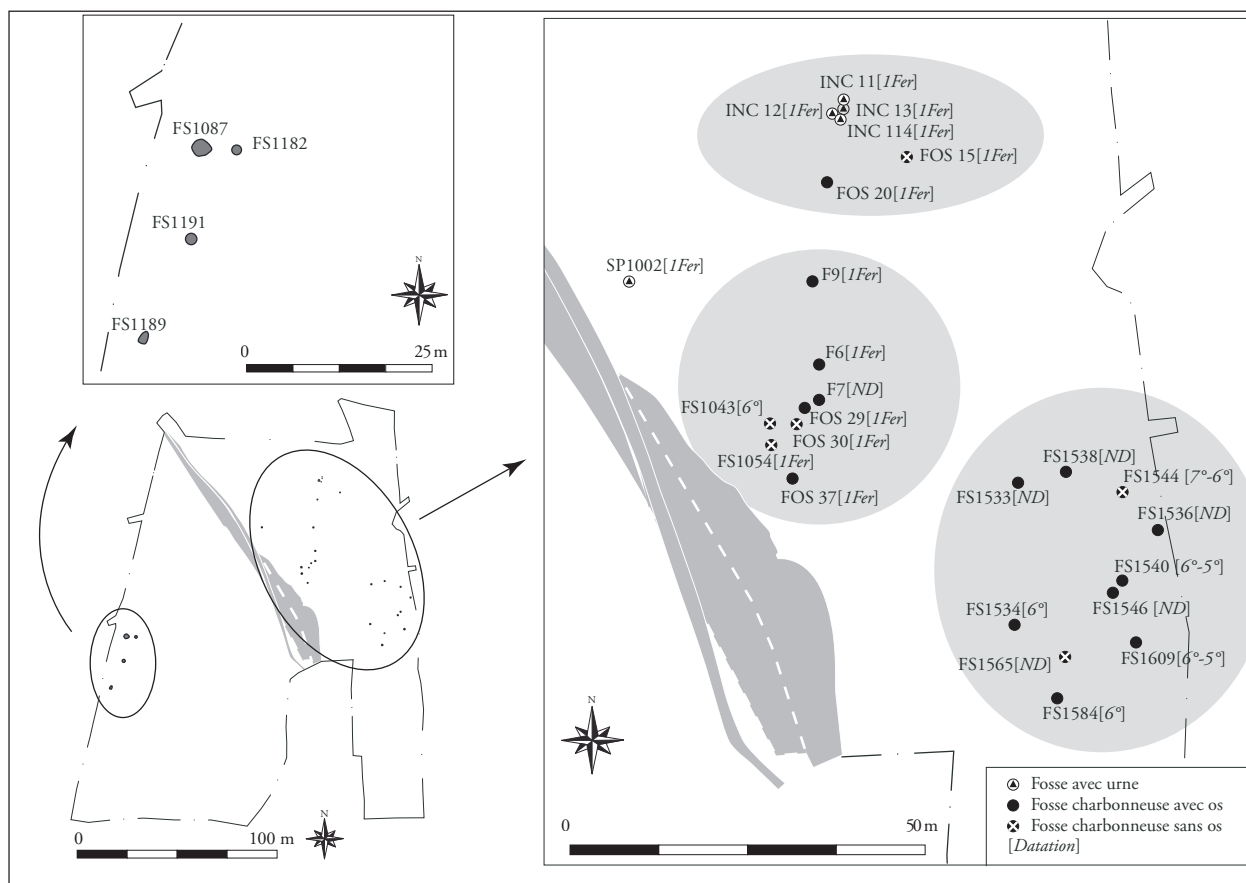 FS1087
FS1182
FS1191
N
FS1189
0 25 m
N
0 100 m
INC 11[1Fer]
INC 12[1Fer]
INC 13[1Fer]
INC 114[1Fer]
FOS 15[1Fer]
FOS 20[1Fer]
SP1002[1Fer]
F9[1Fer]
F6[1Fer]
F7[ND]
FS1043[6°]
FOS 29[1Fer]
FOS 30[1Fer]
FS1054[1Fer]
FOS 37[1Fer]
FS1538[ND]
FS1544 [7°-6°]
FS1533[ND]
FS1536[ND]
FS1540 [6°-5°]
FS1546 [ND]
FS1534[6°]
FS1565[ND]
FS1609[6°-5°]
FS1584[6°]
N
0 50 m
Fosse avec urne
Fosse charbonneuse avec os
Fosse charbonneuse sans os
[Datation]